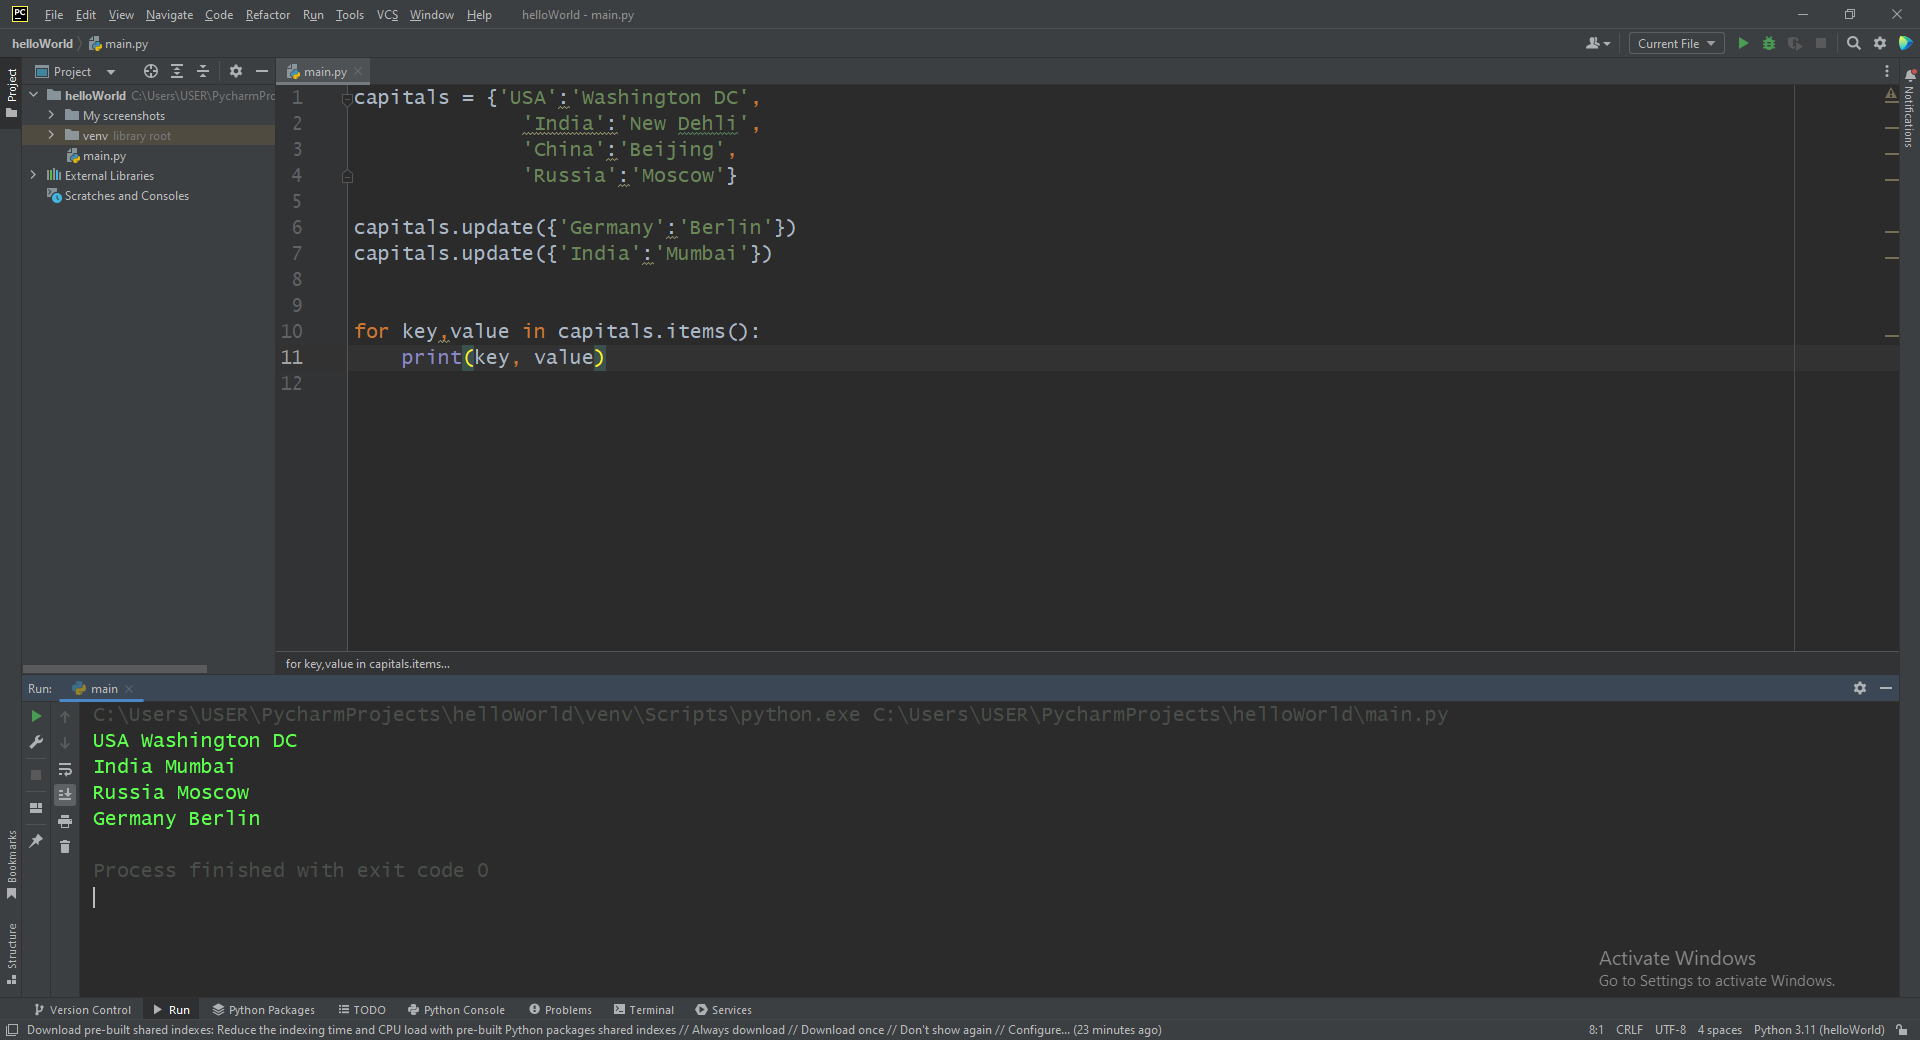 PC File Edit View Navigate Code Refactor Run Tools VCS Window Help helloWorld - main.py
helloWorld main.py Current File
Project main.py
Project
Notifications
helloWorld C:\Users\USER\PycharmPro
My screenshots
venv library root
main.py
External Libraries
Scratches and Consoles
1 capitals = {'USA':'Washington DC',
2 'India':'New Dehli',
3 'China':'Beijing',
4 'Russia':'Moscow'}
5
6 capitals.update({'Germany':'Berlin'})
7 capitals.update({'India':'Mumbai'})
8
9
10 for key,value in capitals.items():
11 print(key, value)
12
for key,value in capitals.items...
Run: main
C:\Users\USER\PycharmProjects\helloWorld\venv\Scripts\python.exe C:\Users\USER\PycharmProjects\helloWorld\main.py
USA Washington DC
India Mumbai
Russia Moscow
Germany Berlin
Process finished with exit code 0
Bookmarks
Structure
Activate Windows
Go to Settings to activate Windows.
Version Control Run Python Packages TODO Python Console Problems Terminal Services
Download pre-built shared indexes: Reduce the indexing time and CPU load with pre-built Python packages shared indexes // Always download // Download once // Don't show again // Configure... (23 minutes ago) 8:1 CRLF UTF-8 4 spaces Python 3.11 (helloWorld)